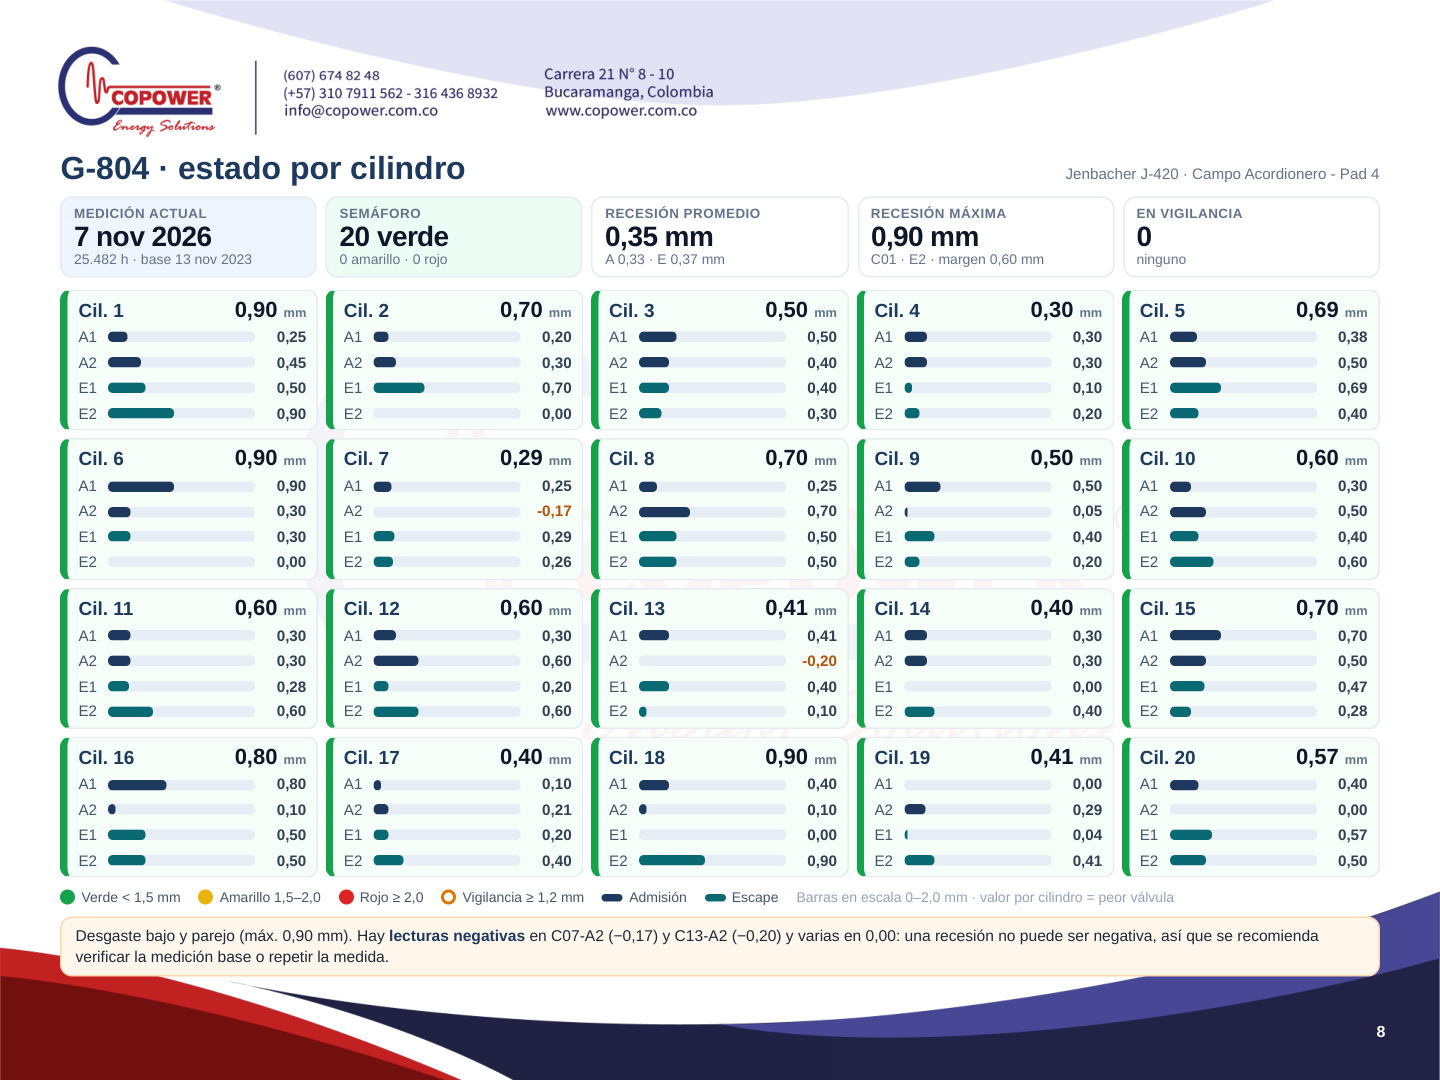 COPOWER®
Energy Solutions
(607) 674 82 48
(+57) 310 7911 562 - 316 436 8932
info@copower.com.co
Carrera 21 N° 8 - 10
Bucaramanga, Colombia
www.copower.com.co
G-804 · estado por cilindro
Jenbacher J-420 · Campo Acordionero - Pad 4
MEDICIÓN ACTUAL
7 nov 2026
25.482 h · base 13 nov 2023
SEMÁFORO
20 verde
0 amarillo · 0 rojo
RECESIÓN PROMEDIO
0,35 mm
A 0,33 · E 0,37 mm
RECESIÓN MÁXIMA
0,90 mm
C01 · E2 · margen 0,60 mm
EN VIGILANCIA
0
ninguno
Cil. 1 0,90 mm
A1 0,25
A2 0,45
E1 0,50
E2 0,90
Cil. 2 0,70 mm
A1 0,20
A2 0,30
E1 0,70
E2 0,00
Cil. 3 0,50 mm
A1 0,50
A2 0,40
E1 0,40
E2 0,30
Cil. 4 0,30 mm
A1 0,30
A2 0,30
E1 0,10
E2 0,20
Cil. 5 0,69 mm
A1 0,38
A2 0,50
E1 0,69
E2 0,40
Cil. 6 0,90 mm
A1 0,90
A2 0,30
E1 0,30
E2 0,00
Cil. 7 0,29 mm
A1 0,25
A2 -0,17
E1 0,29
E2 0,26
Cil. 8 0,70 mm
A1 0,25
A2 0,70
E1 0,50
E2 0,50
Cil. 9 0,50 mm
A1 0,50
A2 0,05
E1 0,40
E2 0,20
Cil. 10 0,60 mm
A1 0,30
A2 0,50
E1 0,40
E2 0,60
Cil. 11 0,60 mm
A1 0,30
A2 0,30
E1 0,28
E2 0,60
Cil. 12 0,60 mm
A1 0,30
A2 0,60
E1 0,20
E2 0,60
Cil. 13 0,41 mm
A1 0,41
A2 -0,20
E1 0,40
E2 0,10
Cil. 14 0,40 mm
A1 0,30
A2 0,30
E1 0,00
E2 0,40
Cil. 15 0,70 mm
A1 0,70
A2 0,50
E1 0,47
E2 0,28
Cil. 16 0,80 mm
A1 0,80
A2 0,10
E1 0,50
E2 0,50
Cil. 17 0,40 mm
A1 0,10
A2 0,21
E1 0,20
E2 0,40
Cil. 18 0,90 mm
A1 0,40
A2 0,10
E1 0,00
E2 0,90
Cil. 19 0,41 mm
A1 0,00
A2 0,29
E1 0,04
E2 0,41
Cil. 20 0,57 mm
A1 0,40
A2 0,00
E1 0,57
E2 0,50
Verde < 1,5 mm Amarillo 1,5–2,0 Rojo ≥ 2,0 Vigilancia ≥ 1,2 mm Admisión Escape Barras en escala 0–2,0 mm · valor por cilindro = peor válvula
Desgaste bajo y parejo (máx. 0,90 mm). Hay lecturas negativas en C07-A2 (−0,17) y C13-A2 (−0,20) y varias en 0,00: una recesión no puede ser negativa, así que se recomienda
verificar la medición base o repetir la medida.
8